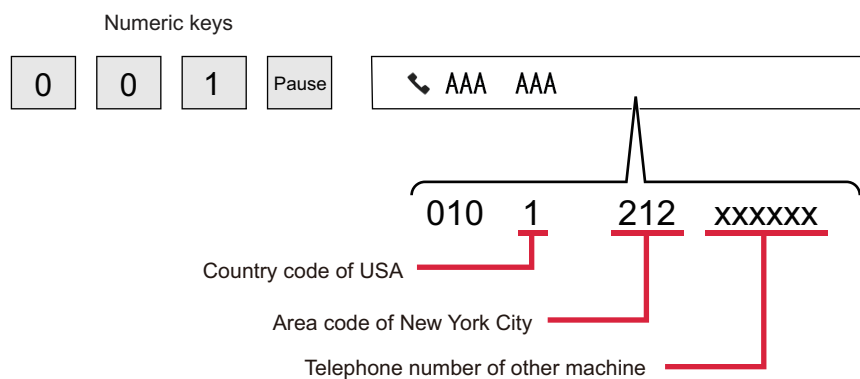 Numeric keys
0 0 1 Pause AAA AAA
010 1 212 xxxxxx
Country code of USA
Area code of New York City
Telephone number of other machine